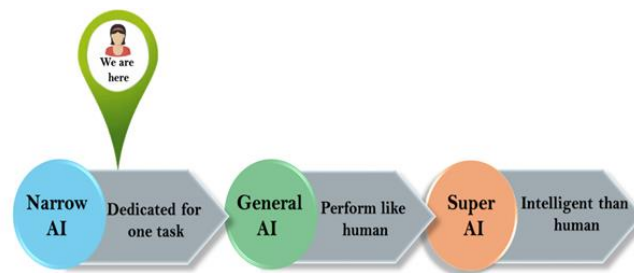 We are
here
Narrow
AI
Dedicated for
one task
General
AI
Perform like
human
Super
AI
Intelligent than
human